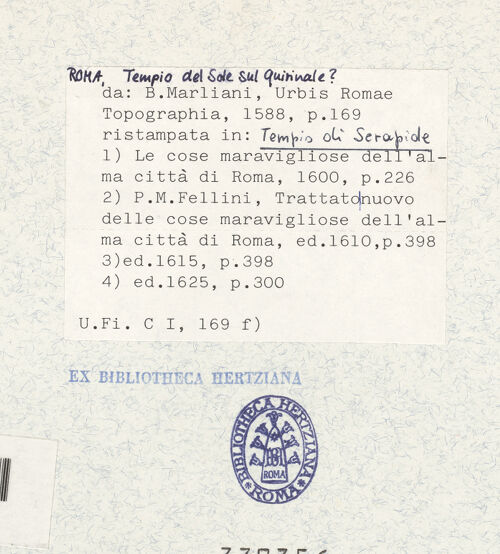 ROMA, Tempio del Sole sul Quirinale?
da: B.Marliani, Urbis Romae
Topographia, 1588, p.169
ristampata in: Tempio di Serapide
1) Le cose maravigliose dell'al-
ma città di Roma, 1600, p.226
2) P.M.Fellini, Trattato nuovo
delle cose maravigliose dell'al-
ma città di Roma, ed.1610,p.398
3)ed.1615, p.398
4) ed.1625, p.300
U.Fi. C I, 169 f)
EX BIBLIOTHECA HERTZIANA
BIBLIOTHECA HERTZIANA
BH
ROMA
ROMA